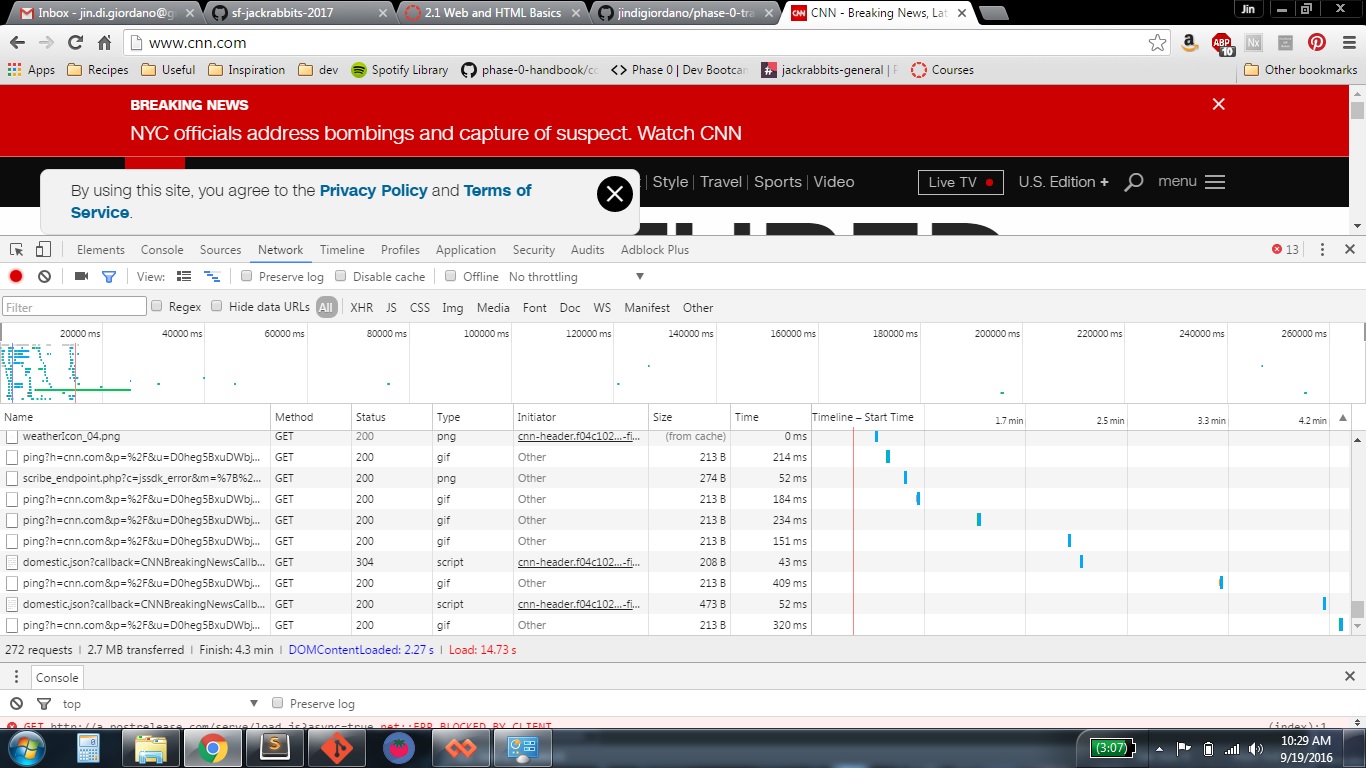 Inbox - jin.di.giordano@g
sf-jackrabbits-2017
2.1 Web and HTML Basics
jindigiordano/phase-0-tra
CNN - Breaking News, Lat
Jin
www.cnn.com
ABP 10 Nx
Apps Recipes Useful Inspiration dev Spotify Library phase-0-handbook/cc Phase 0 | Dev Bootcam jackrabbits-general | F Courses Other bookmarks
BREAKING NEWS
NYC officials address bombings and capture of suspect. Watch CNN
By using this site, you agree to the Privacy Policy and Terms of
Service.
Style | Travel | Sports | Video Live TV U.S. Edition + menu
Elements Console Sources Network Timeline Profiles Application Security Audits Adblock Plus 13
View: Preserve log Disable cache Offline No throttling
Filter Regex Hide data URLs All XHR JS CSS Img Media Font Doc WS Manifest Other
20000 ms 40000 ms 60000 ms 80000 ms 100000 ms 120000 ms 140000 ms 160000 ms 180000 ms 200000 ms 220000 ms 240000 ms 260000 ms
Name Method Status Type Initiator Size Time Timeline – Start Time 1.7 min 2.5 min 3.3 min 4.2 min
weatherIcon_04.png GET 200 png cnn-header.f04c102...-fi... (from cache) 0 ms
ping?h=cnn.com&p=%2F&u=D0heg5BxuDWbj... GET 200 gif Other 213 B 214 ms
scribe_endpoint.php?c=jssdk_error&m=%7B%2... GET 200 png Other 274 B 52 ms
ping?h=cnn.com&p=%2F&u=D0heg5BxuDWbj... GET 200 gif Other 213 B 184 ms
ping?h=cnn.com&p=%2F&u=D0heg5BxuDWbj... GET 200 gif Other 213 B 234 ms
ping?h=cnn.com&p=%2F&u=D0heg5BxuDWbj... GET 200 gif Other 213 B 151 ms
domestic.json?callback=CNNBreakingNewsCallb... GET 304 script cnn-header.f04c102...-fi... 208 B 43 ms
ping?h=cnn.com&p=%2F&u=D0heg5BxuDWbj... GET 200 gif Other 213 B 409 ms
domestic.json?callback=CNNBreakingNewsCallb... GET 200 script cnn-header.f04c102...-fi... 473 B 52 ms
ping?h=cnn.com&p=%2F&u=D0heg5BxuDWbj... GET 200 gif Other 213 B 320 ms
272 requests | 2.7 MB transferred | Finish: 4.3 min | DOMContentLoaded: 2.27 s | Load: 14.73 s
Console
top Preserve log
GET http://a.postrelease.com/serve/load.js?async=true net::ERR_BLOCKED_BY_CLIENT (index):1
(3:07) 10:29 AM
9/19/2016